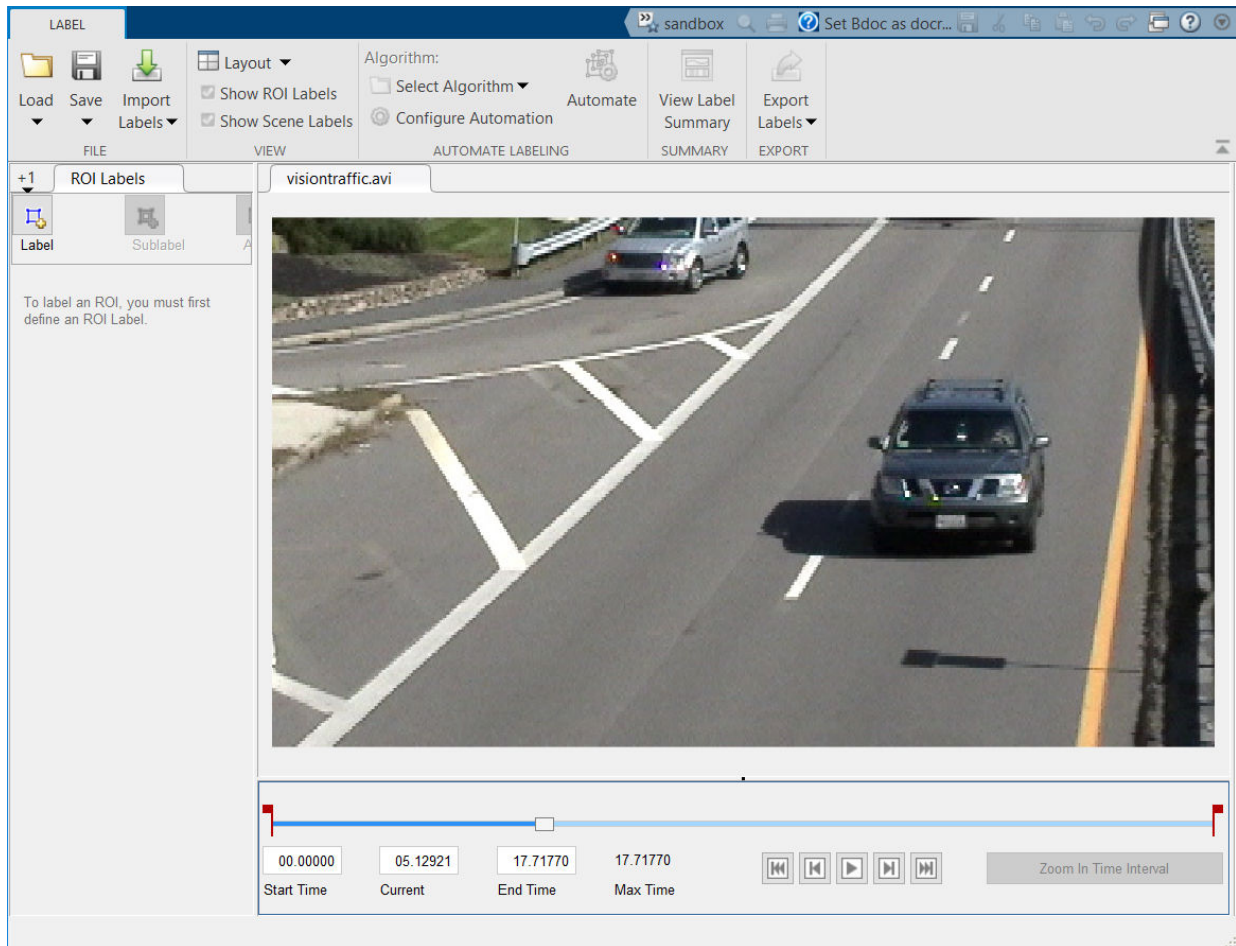 LABEL
sandbox
Set Bdoc as docr...
Load
Save
Import
Labels
FILE
Layout
Show ROI Labels
Show Scene Labels
VIEW
Algorithm:
Select Algorithm
Configure Automation
Automate
AUTOMATE LABELING
View Label
Summary
SUMMARY
Export
Labels
EXPORT
+1
ROI Labels
visiontraffic.avi
Label
Sublabel
A
To label an ROI, you must first
define an ROI Label.
00.00000
05.12921
17.71770
17.71770
Start Time
Current
End Time
Max Time
Zoom In Time Interval